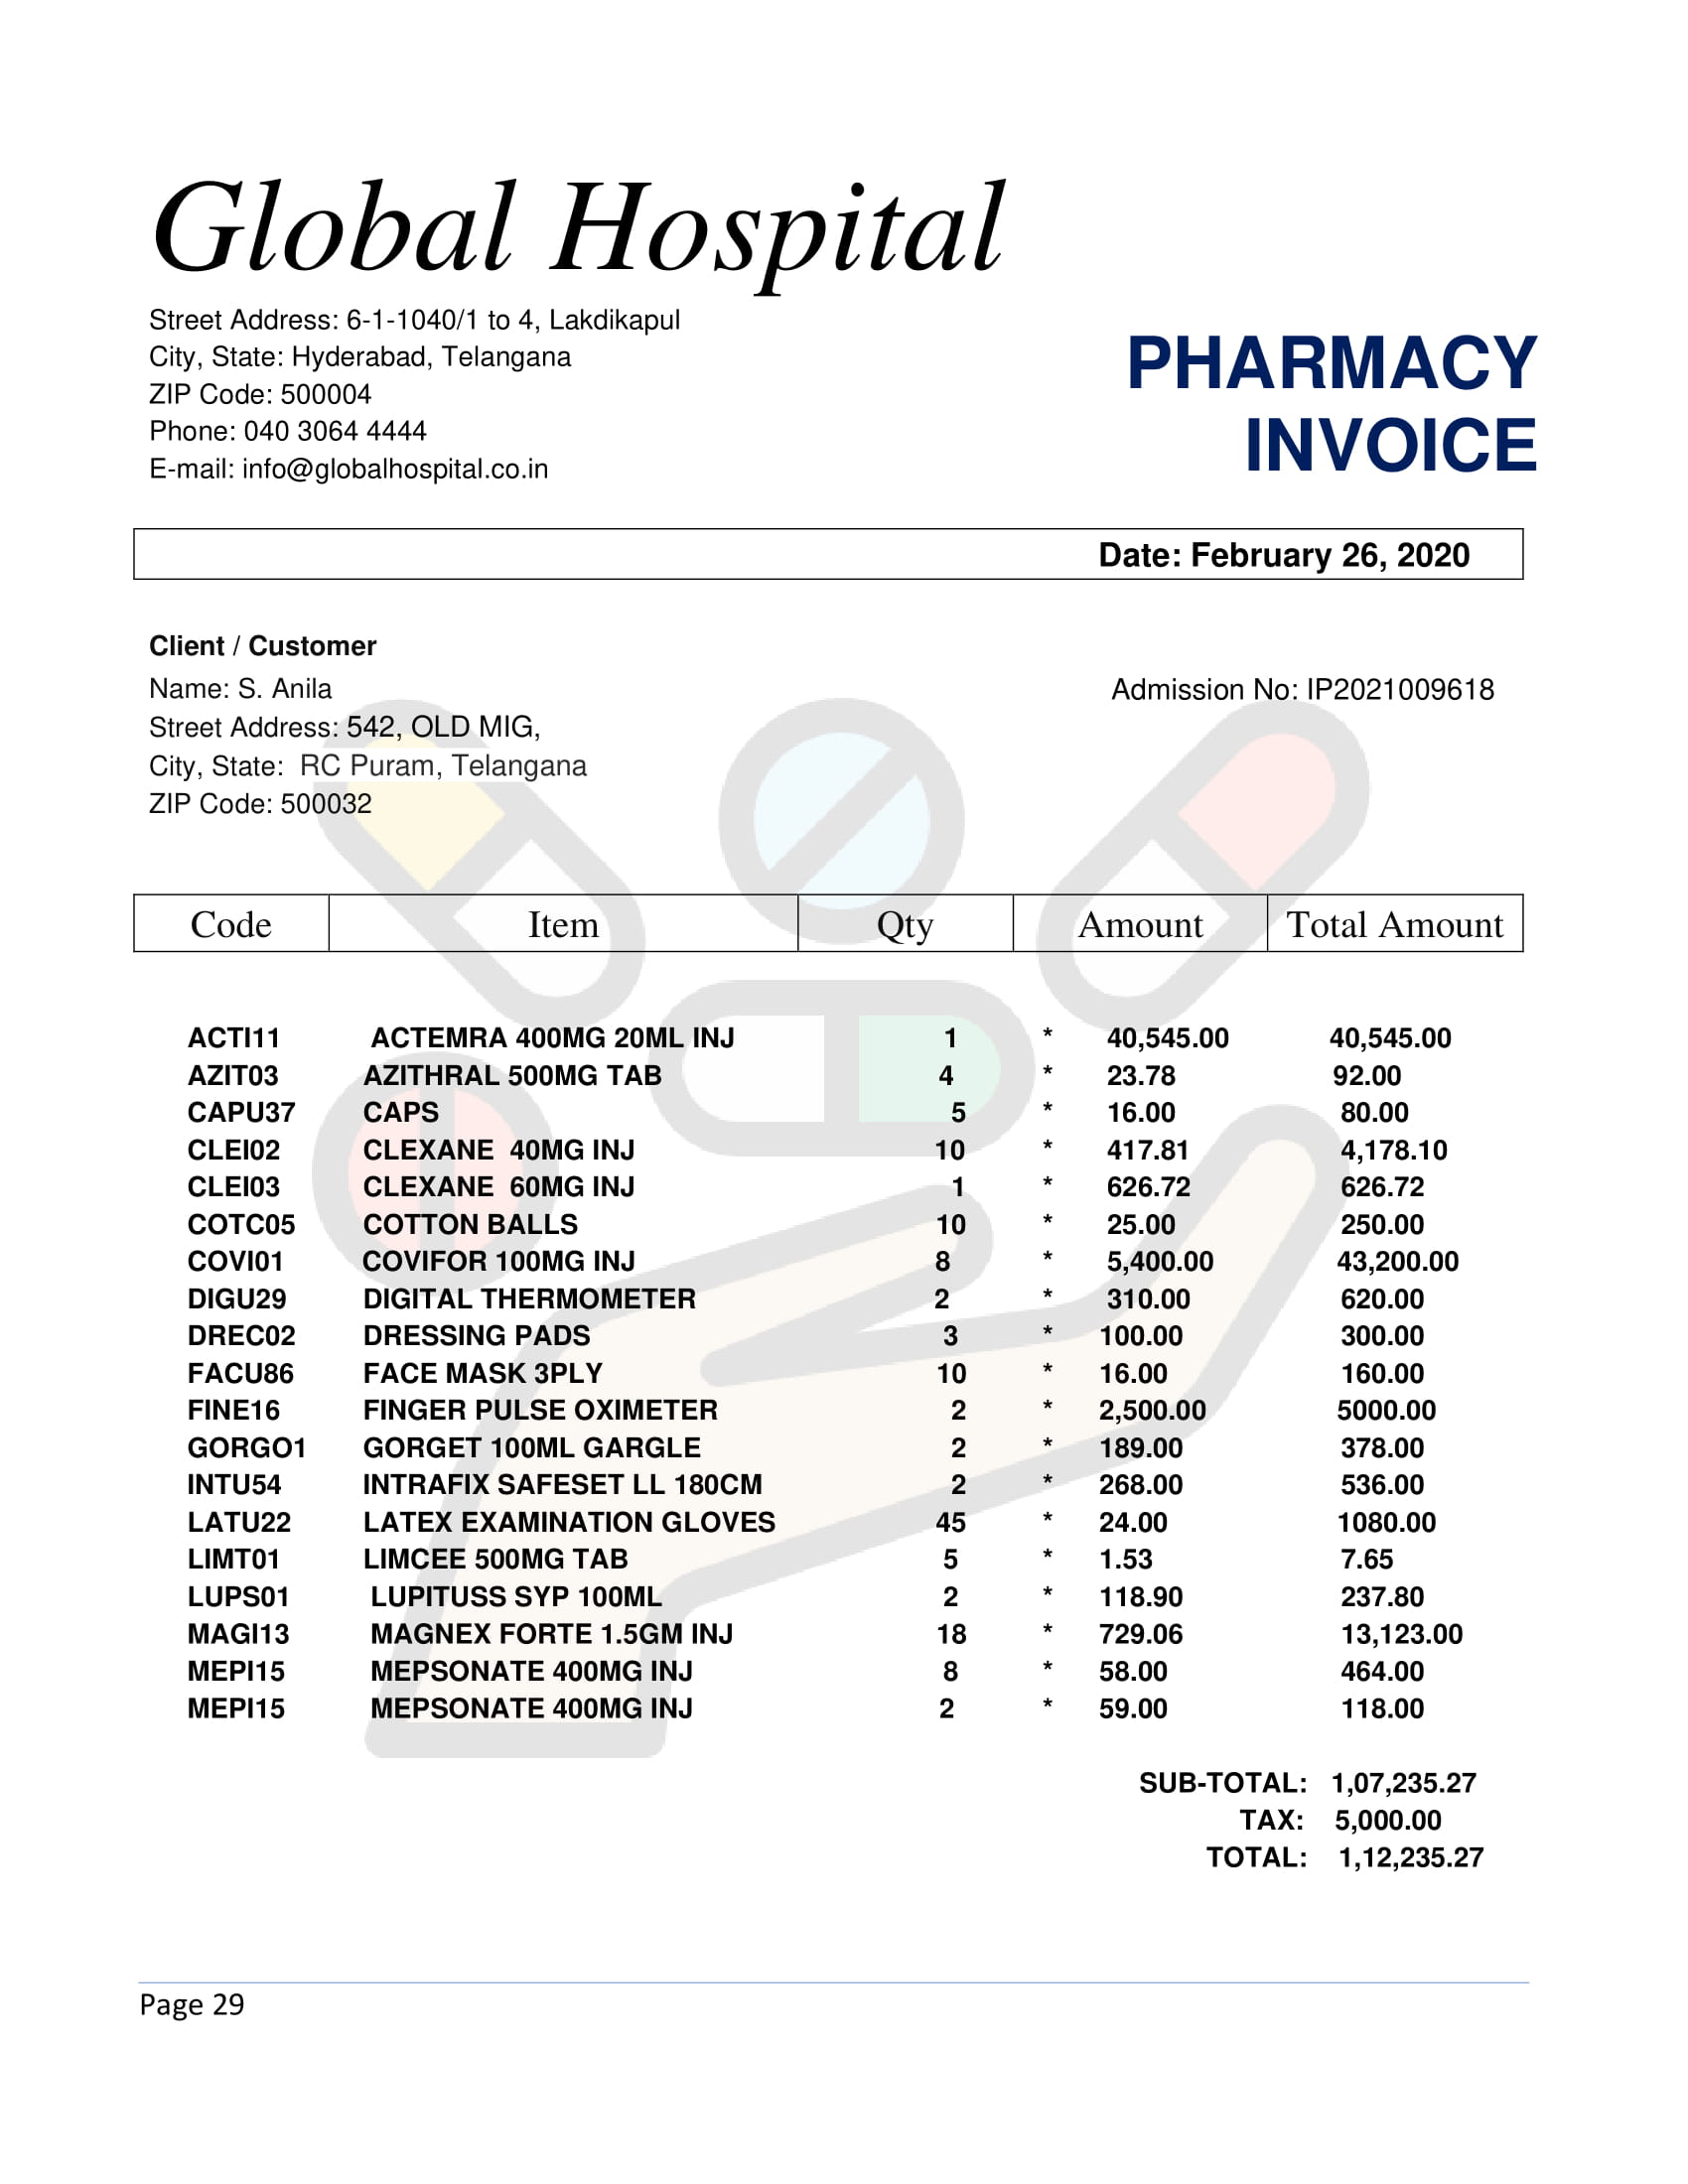 Global Hospital
Street Address: 6-1-1040/1 to 4, Lakdikapul
City, State: Hyderabad, Telangana
ZIP Code: 500004
Phone: 040 3064 4444
E-mail: info@globalhospital.co.in
PHARMACY
INVOICE
Date: February 26, 2020
Client / Customer
Name: S. Anila
Admission No: IP2021009618
Street Address: 542, OLD MIG,
City, State: RC Puram, Telangana
ZIP Code: 500032
Code Item Qty Amount Total Amount
ACTI11 ACTEMRA 400MG 20ML INJ 1 * 40,545.00 40,545.00
AZIT03 AZITHRAL 500MG TAB 4 * 23.78 92.00
CAPU37 CAPS 5 * 16.00 80.00
CLEI02 CLEXANE 40MG INJ 10 * 417.81 4,178.10
CLEI03 CLEXANE 60MG INJ 1 * 626.72 626.72
COTC05 COTTON BALLS 10 * 25.00 250.00
COVI01 COVIFOR 100MG INJ 8 * 5,400.00 43,200.00
DIGU29 DIGITAL THERMOMETER 2 * 310.00 620.00
DREC02 DRESSING PADS 3 * 100.00 300.00
FACU86 FACE MASK 3PLY 10 * 16.00 160.00
FINE16 FINGER PULSE OXIMETER 2 * 2,500.00 5000.00
GORGO1 GORGET 100ML GARGLE 2 * 189.00 378.00
INTU54 INTRAFIX SAFESET LL 180CM 2 * 268.00 536.00
LATU22 LATEX EXAMINATION GLOVES 45 * 24.00 1080.00
LIMT01 LIMCEE 500MG TAB 5 * 1.53 7.65
LUPS01 LUPITUSS SYP 100ML 2 * 118.90 237.80
MAGI13 MAGNEX FORTE 1.5GM INJ 18 * 729.06 13,123.00
MEPI15 MEPSONATE 400MG INJ 8 * 58.00 464.00
MEPI15 MEPSONATE 400MG INJ 2 * 59.00 118.00
SUB-TOTAL: 1,07,235.27
TAX: 5,000.00
TOTAL: 1,12,235.27
Page 29